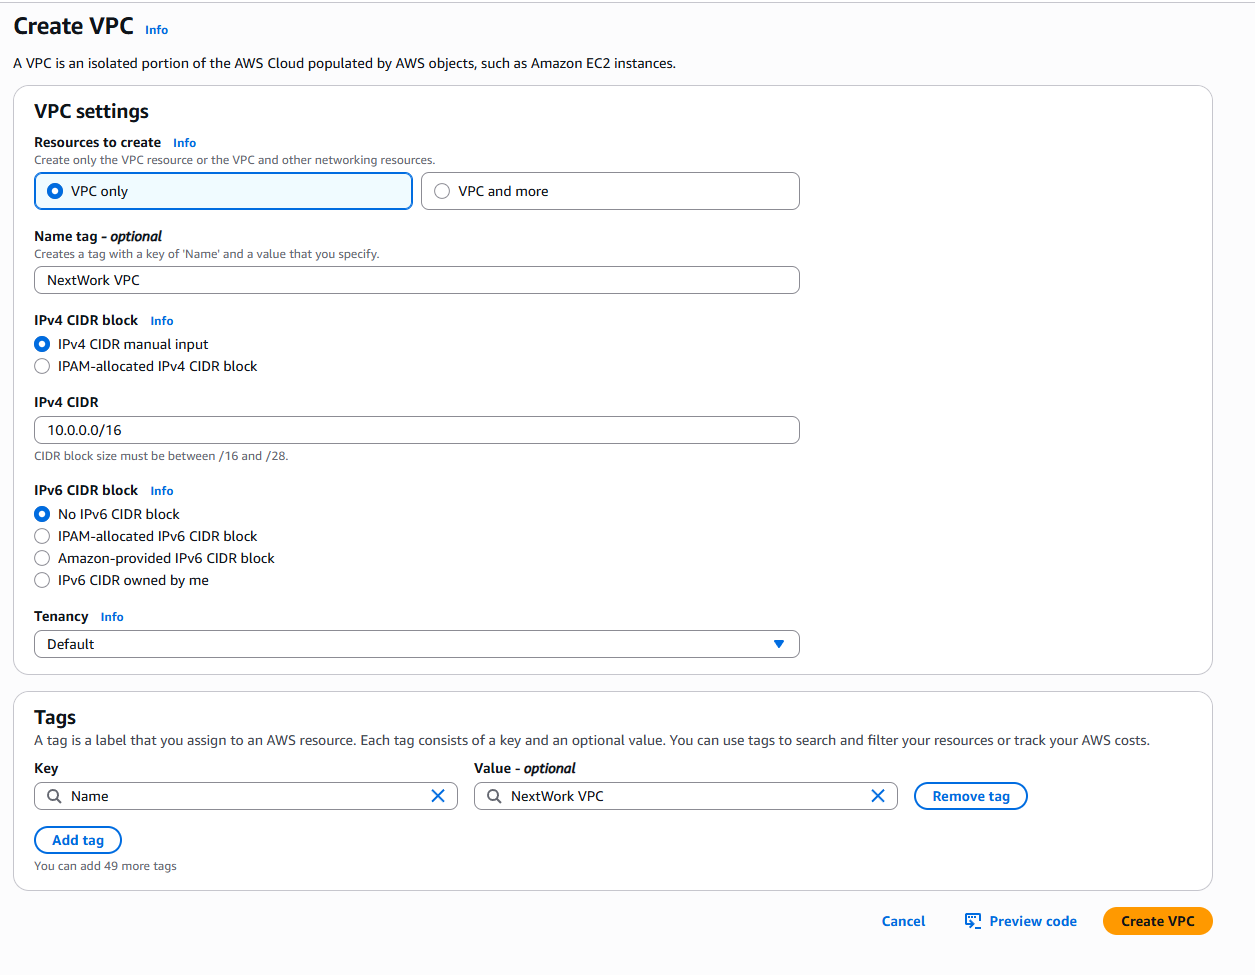 Create VPC Info
A VPC is an isolated portion of the AWS Cloud populated by AWS objects, such as Amazon EC2 instances.
VPC settings
Resources to create Info
Create only the VPC resource or the VPC and other networking resources.
VPC only
VPC and more
Name tag - optional
Creates a tag with a key of 'Name' and a value that you specify.
NextWork VPC
IPv4 CIDR block Info
IPv4 CIDR manual input
IPAM-allocated IPv4 CIDR block
IPv4 CIDR
10.0.0.0/16
CIDR block size must be between /16 and /28.
IPv6 CIDR block Info
No IPv6 CIDR block
IPAM-allocated IPv6 CIDR block
Amazon-provided IPv6 CIDR block
IPv6 CIDR owned by me
Tenancy Info
Default
Tags
A tag is a label that you assign to an AWS resource. Each tag consists of a key and an optional value. You can use tags to search and filter your resources or track your AWS costs.
Key
Value - optional
Name
NextWork VPC
Remove tag
Add tag
You can add 49 more tags
Cancel
Preview code
Create VPC